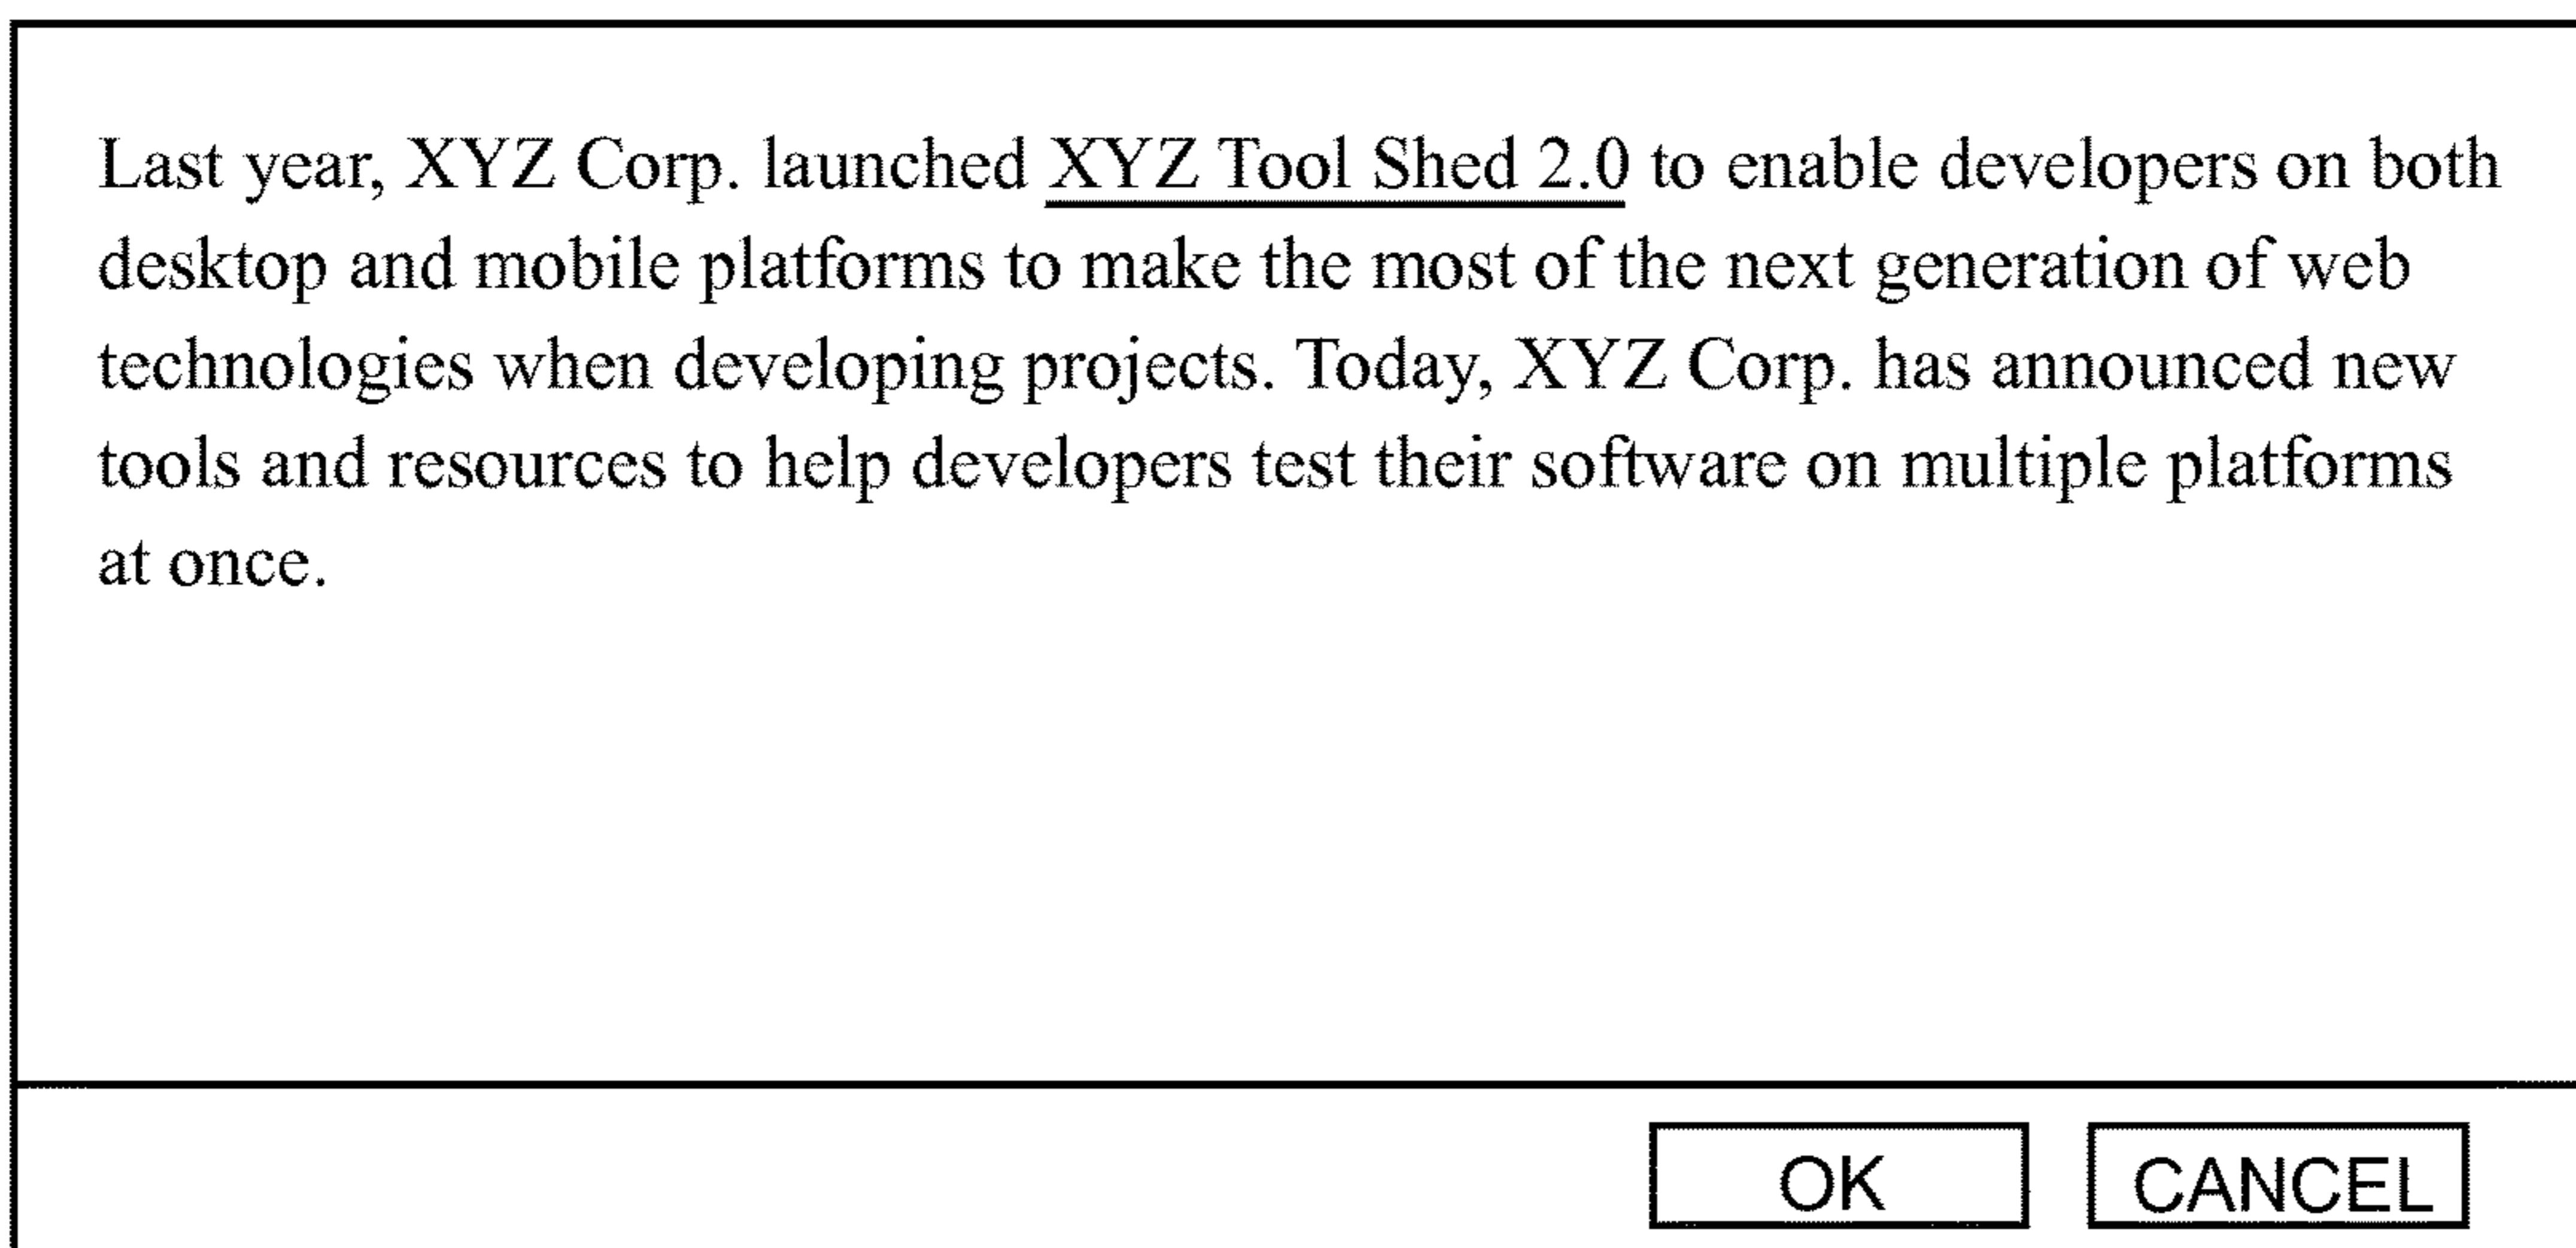 Last year, XYZ Corp. launched XYZ Tool Shed 2.0 to enable developers on both
desktop and mobile platforms to make the most of the next generation of web
technologies when developing projects. Today, XYZ Corp. has announced new
tools and resources to help developers test their software on multiple platforms
at once.
OK CANCEL